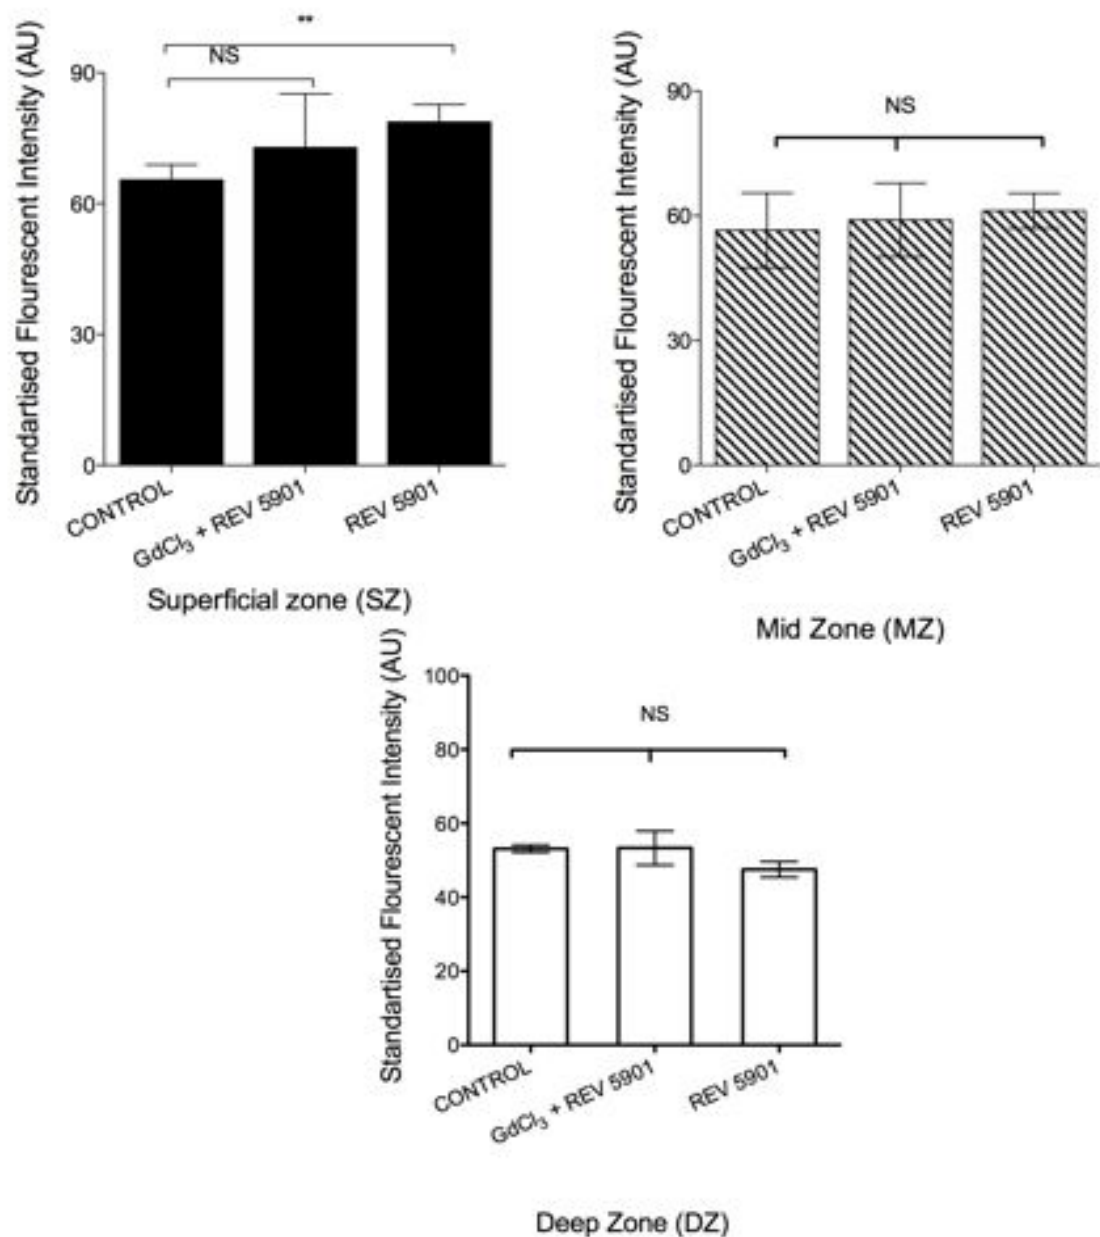 Standartised Flourescent Intensity (AU)
**
NS
90
60
30
0
CONTROL
GdCl₃ + REV 5901
REV 5901
Superficial zone (SZ)
Standartised Flourescent Intensity (AU)
NS
90
60
30
0
CONTROL
GdCl₃ + REV 5901
REV 5901
Mid Zone (MZ)
Standartised Flourescent Intensity (AU)
NS
100
80
60
40
20
0
CONTROL
GdCl₃ + REV 5901
REV 5901
Deep Zone (DZ)